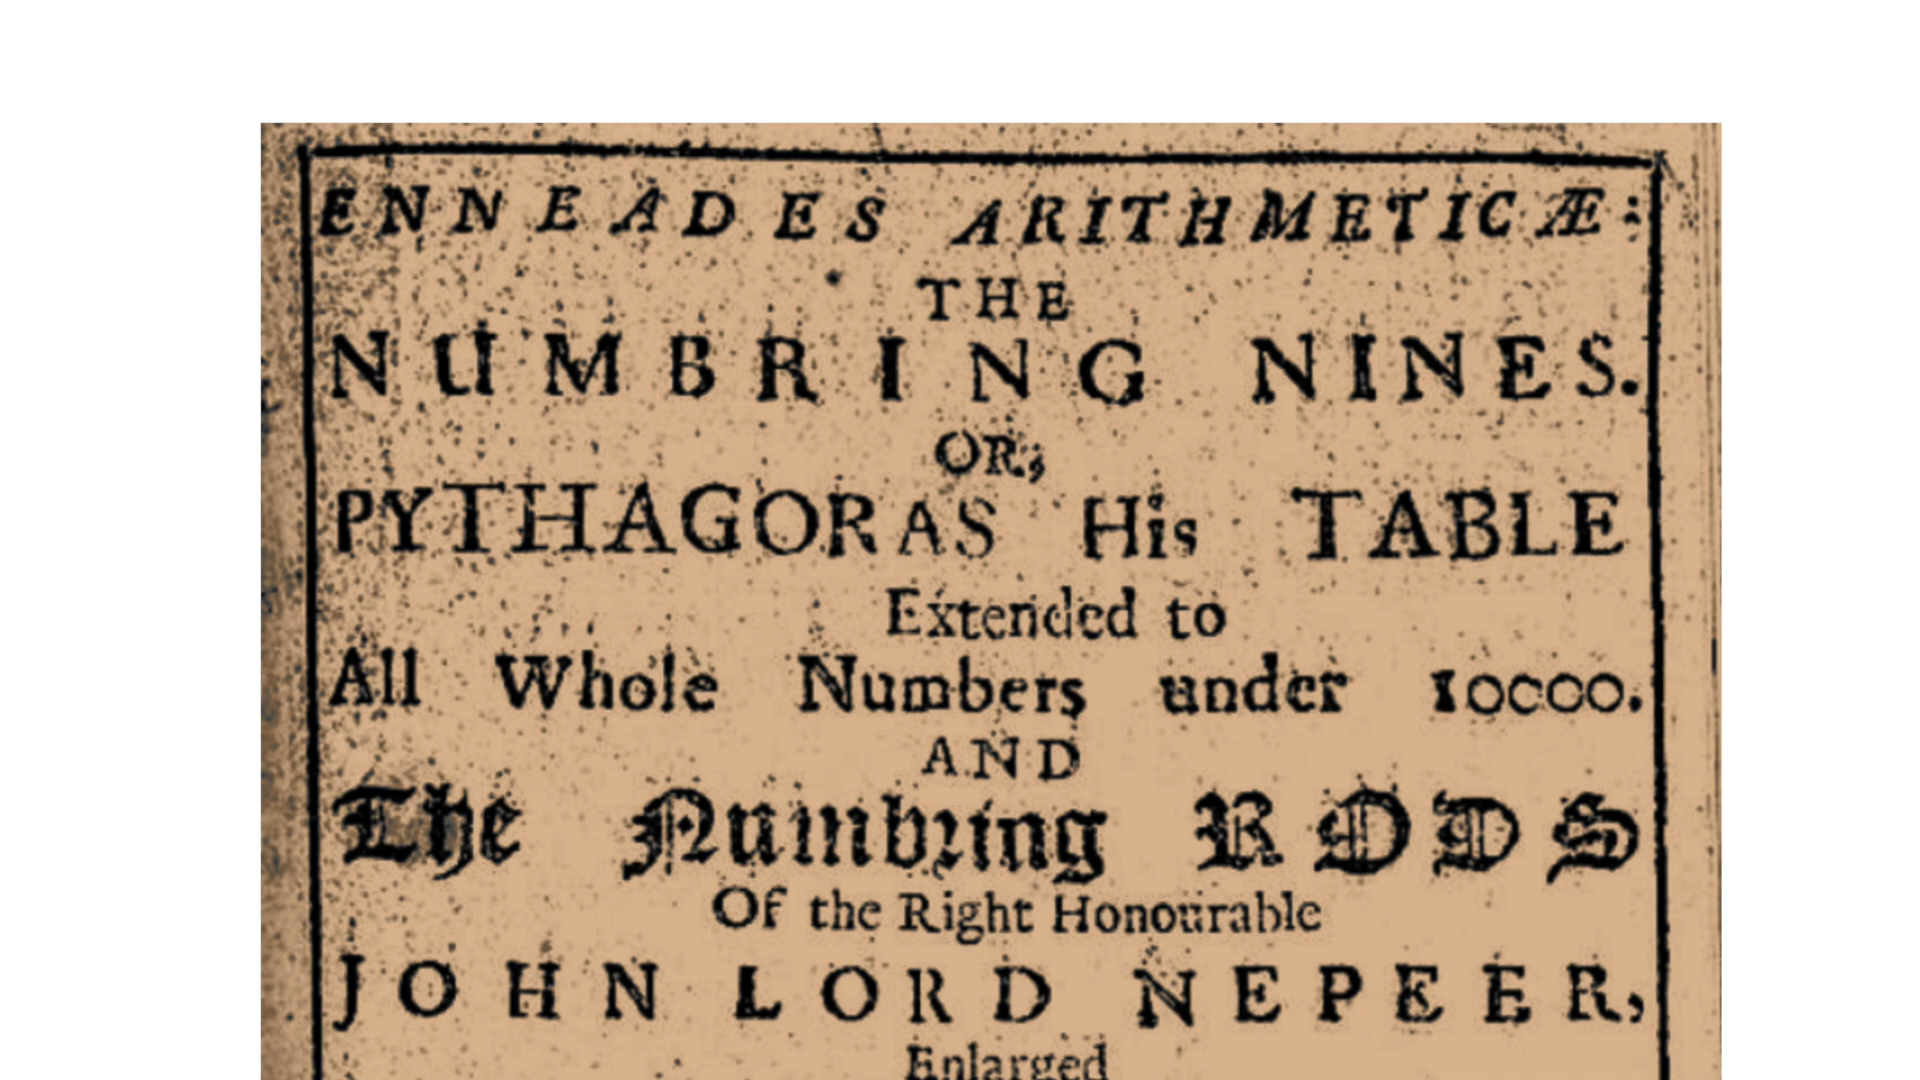 ENNEADES ARITHMETICÆ:
THE
NUMBRING NINES.
OR,
PYTHAGORAS His TABLE
Extended to
All Whole Numbers under 10000.
AND
The Numbring RODS
Of the Right Honourable
JOHN LORD NEPEER,
Enlarged